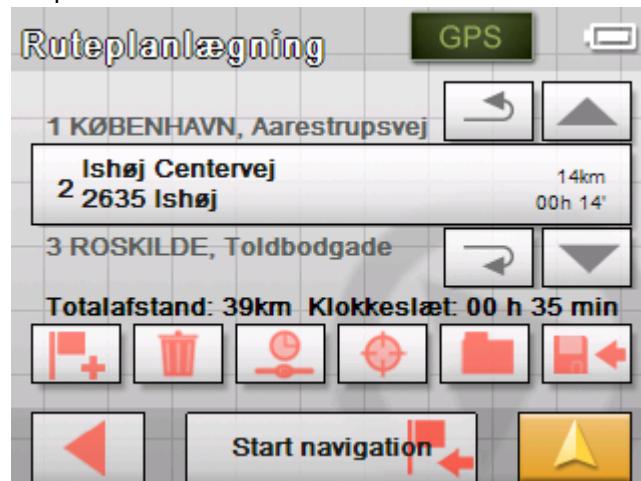 Ruteplanlægning
GPS
1 KØBENHAVN, Aarestrupsvej
2 Ishøj Centervej
2635 Ishøj
14km
00h 14'
3 ROSKILDE, Toldbodgade
Totalafstand: 39km Klokkeslæt: 00 h 35 min
Start navigation